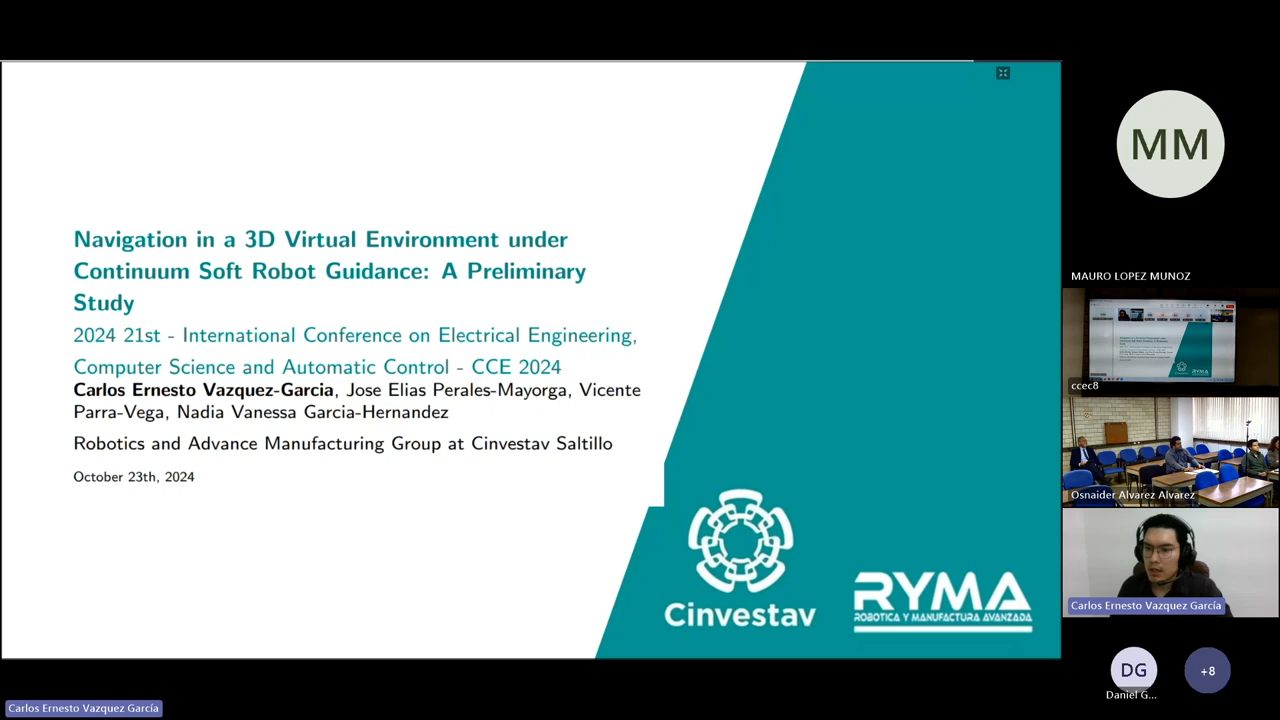 Navigation in a 3D Virtual Environment under
Continuum Soft Robot Guidance: A Preliminary
Study
2024 21st - International Conference on Electrical Engineering,
Computer Science and Automatic Control - CCE 2024
Carlos Ernesto Vazquez-Garcia, Jose Elias Perales-Mayorga, Vicente
Parra-Vega, Nadia Vanessa Garcia-Hernandez
Robotics and Advance Manufacturing Group at Cinvestav Saltillo
October 23th, 2024
Cinvestav
RYMA
ROBOTICA Y MANUFACTURA AVANZADA
MM
MAURO LOPEZ MUNOZ
ccec8
Osnaider Alvarez Alvarez
Carlos Ernesto Vazquez García
DG
+8
Daniel G...
Carlos Ernesto Vazquez García